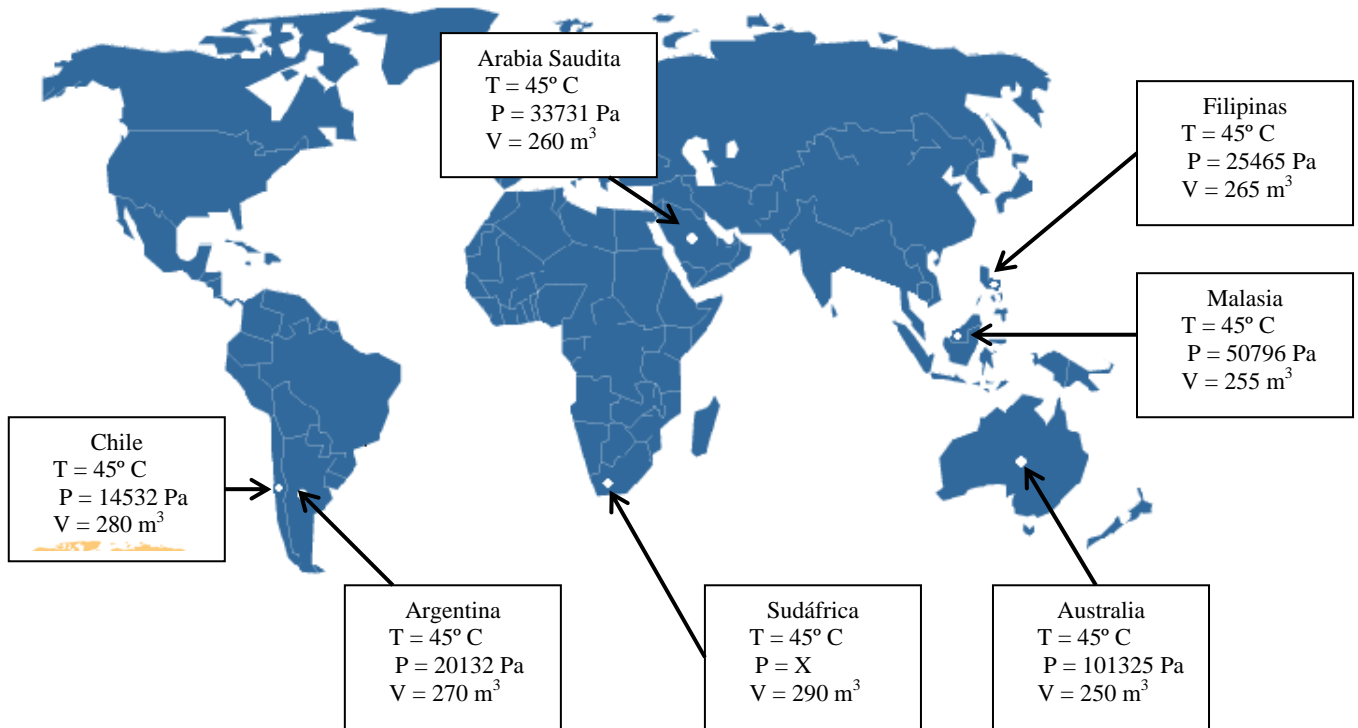 Arabia Saudita
T = 45º C
P = 33731 Pa
V = 260 m³
Filipinas
T = 45º C
P = 25465 Pa
V = 265 m³
Malasia
T = 45º C
P = 50796 Pa
V = 255 m³
Chile
T = 45º C
P = 14532 Pa
V = 280 m³
Argentina
T = 45º C
P = 20132 Pa
V = 270 m³
Sudáfrica
T = 45º C
P = X
V = 290 m³
Australia
T = 45º C
P = 101325 Pa
V = 250 m³